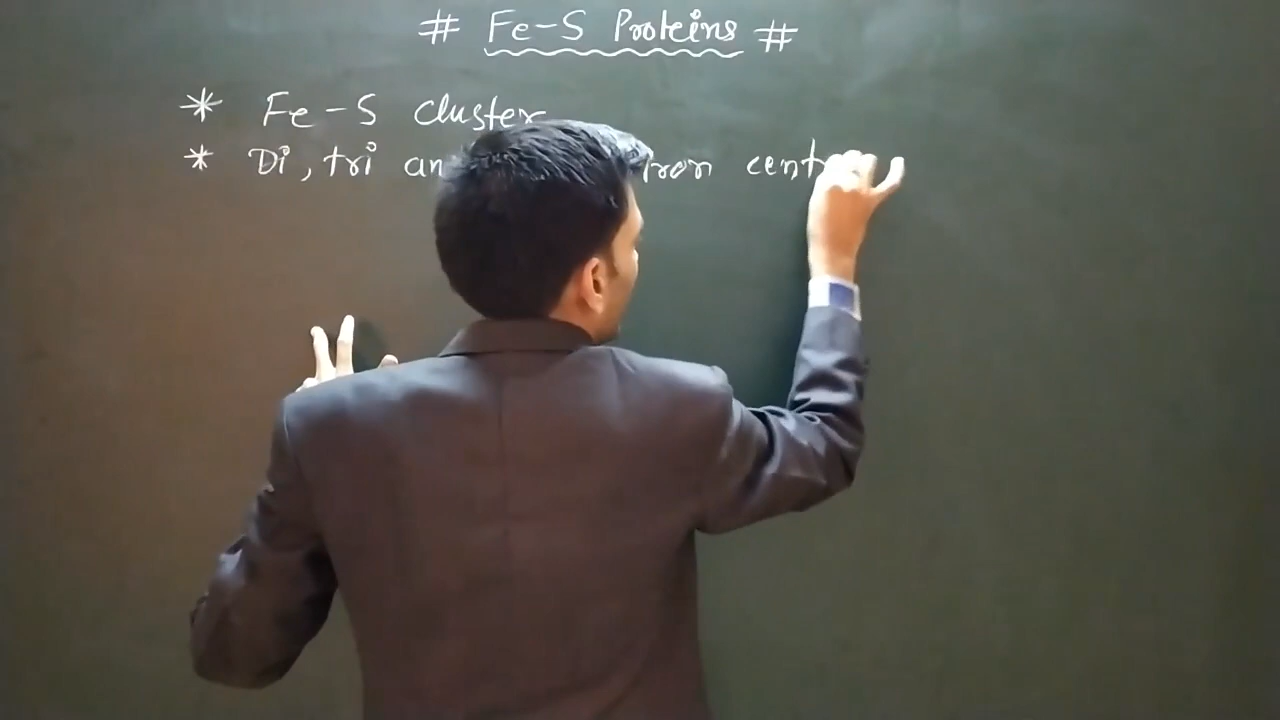 # Fe-S Proteins #
* Fe-S cluster
* Di, tri an Iron cent